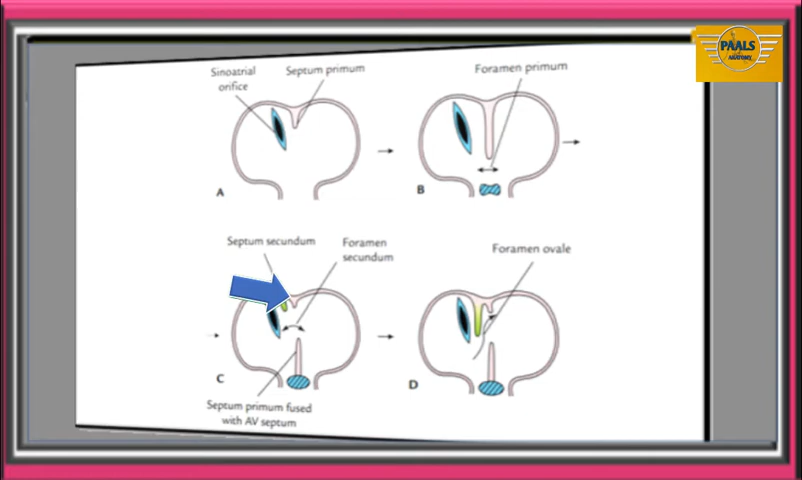 PAALS
ANATOMY
Sinoatrial
orifice
Septum primum
Foramen primum
A
B
Septum secundum
Foramen
secundum
Foramen ovale
C
D
Septum primum fused
with AV septum